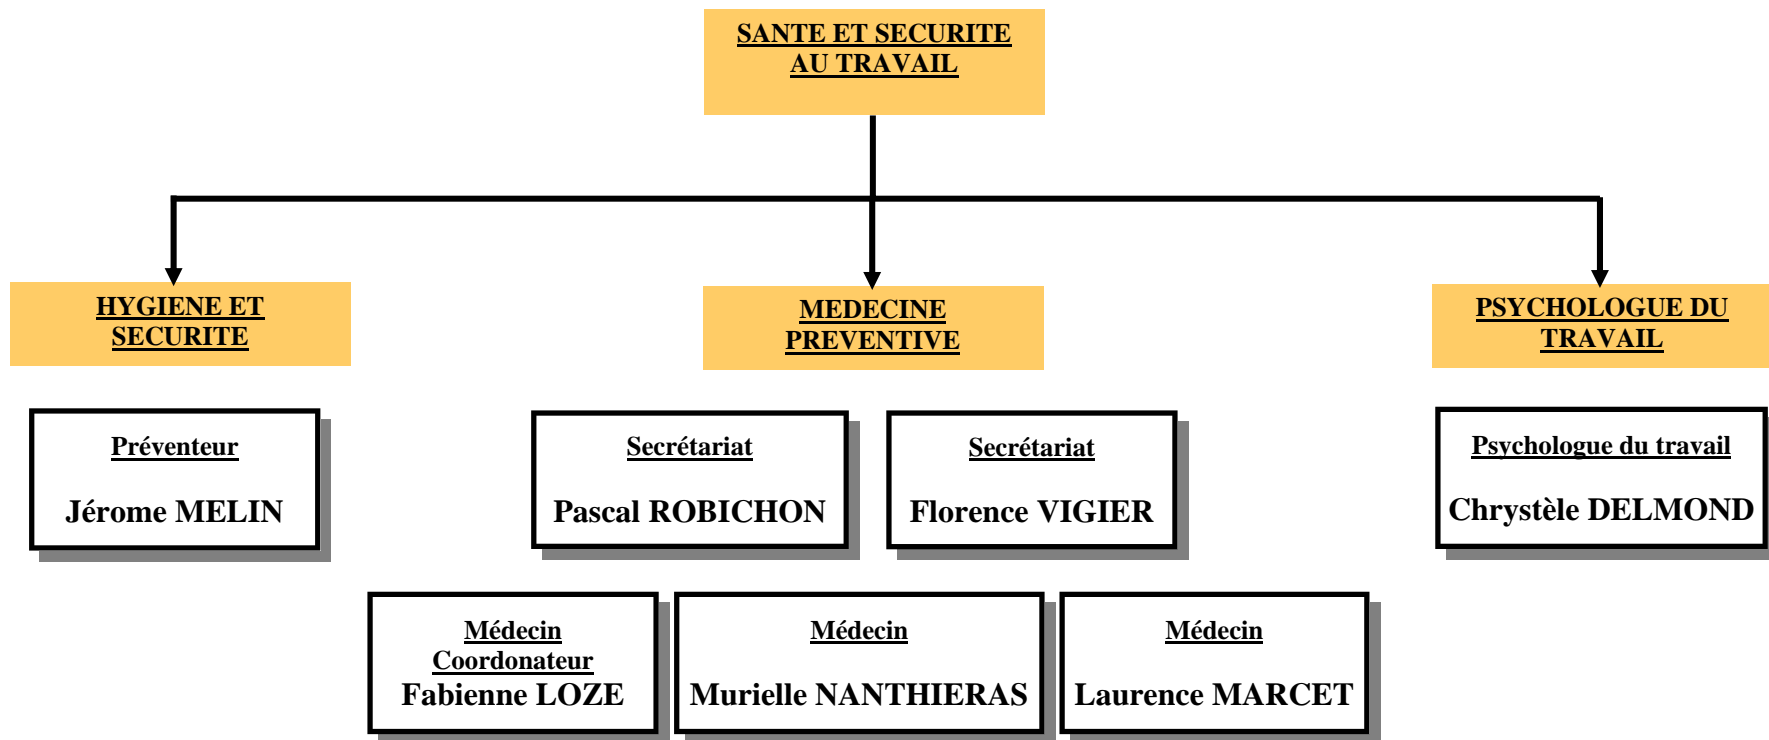 SANTE ET SECURITE
AU TRAVAIL
HYGIENE ET
SECURITE
MEDECINE
PREVENTIVE
PSYCHOLOGUE DU
TRAVAIL
Préventeur
Jérome MELIN
Secrétariat
Pascal ROBICHON
Secrétariat
Florence VIGIER
Psychologue du travail
Chrystèle DELMOND
Médecin
Coordonateur
Fabienne LOZE
Médecin
Murielle NANTHIERAS
Médecin
Laurence MARCET